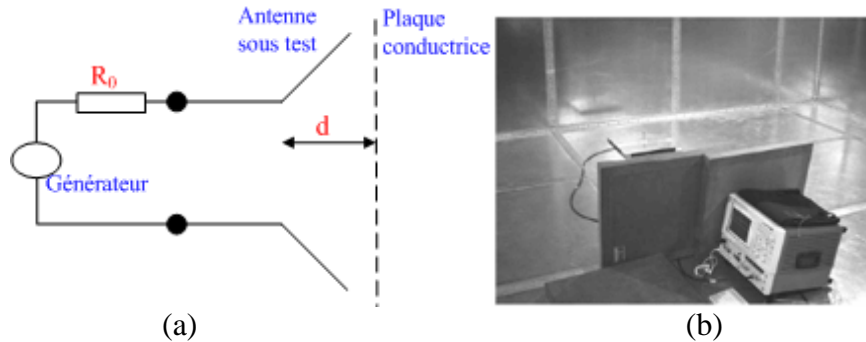 Antenne
sous test
Plaque
conductrice
R₀
d
Générateur
(a)
(b)